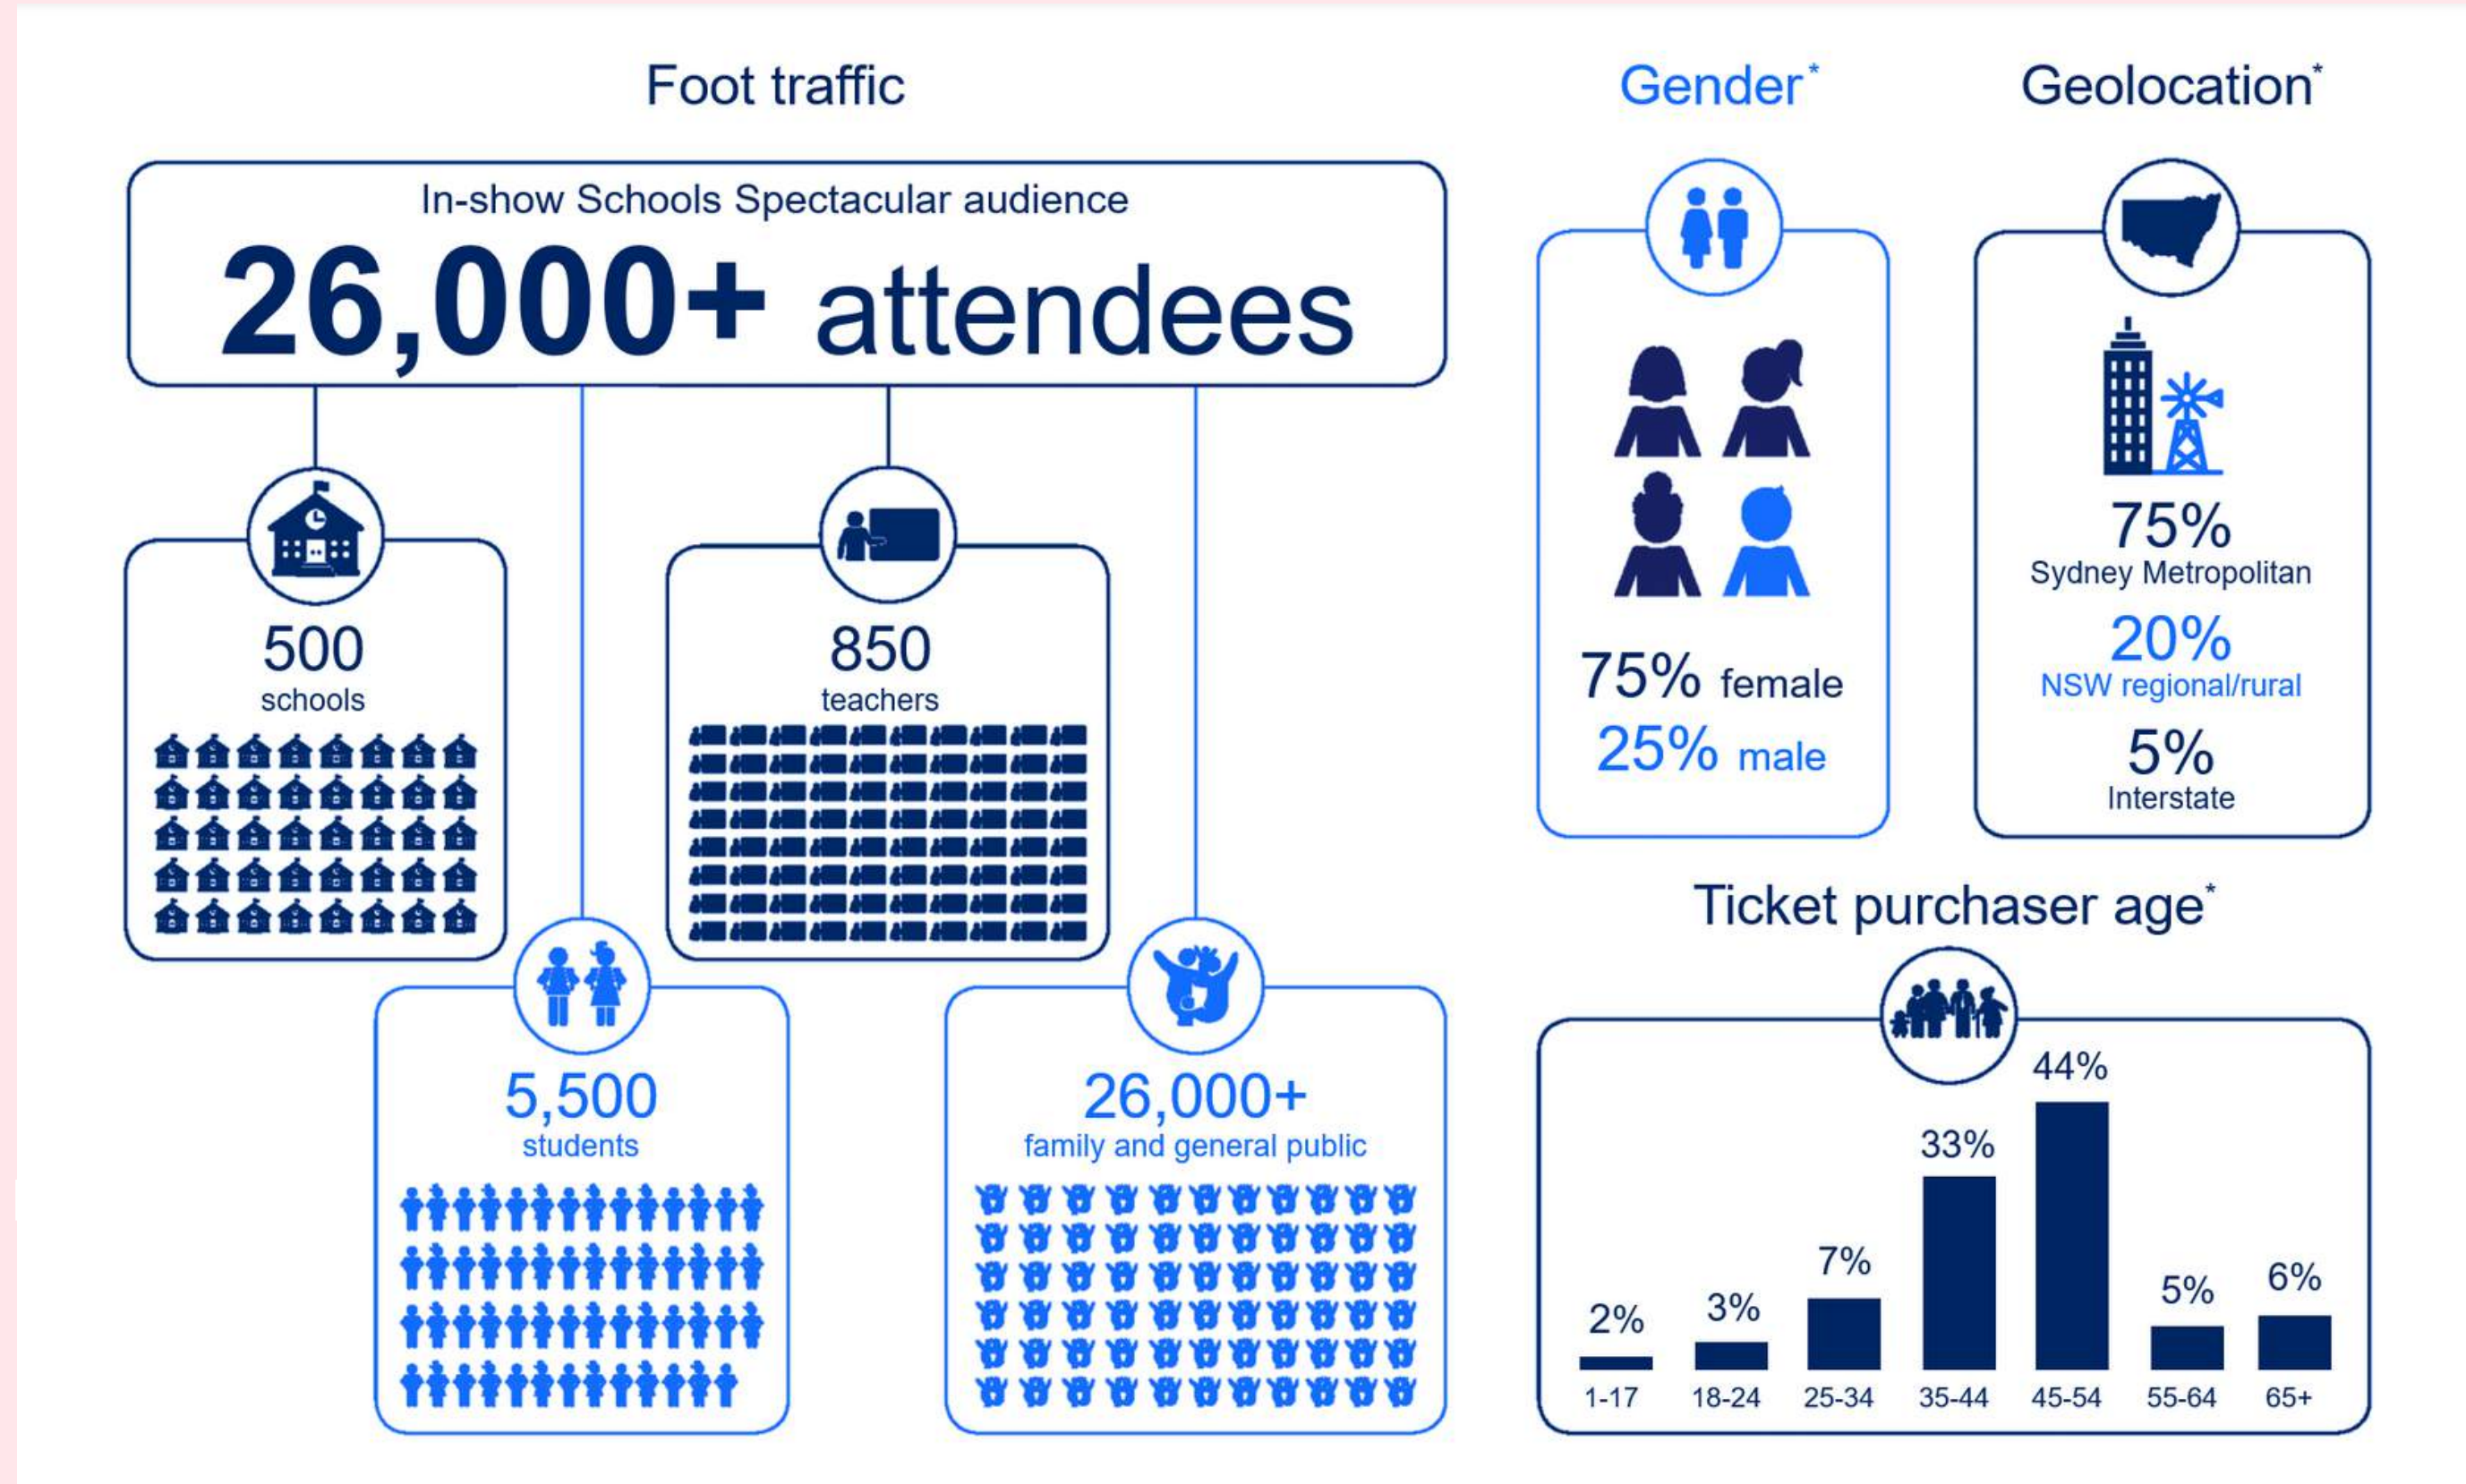 Foot traffic
In-show Schools Spectacular audience
26,000+ attendees
500
schools
850
teachers
5,500
students
26,000+
family and general public
Gender*
75% female
25% male
Geolocation*
75%
Sydney Metropolitan
20%
NSW regional/rural
5%
Interstate
Ticket purchaser age*
2% 3% 7% 33% 44% 5% 6%
1-17 18-24 25-34 35-44 45-54 55-64 65+